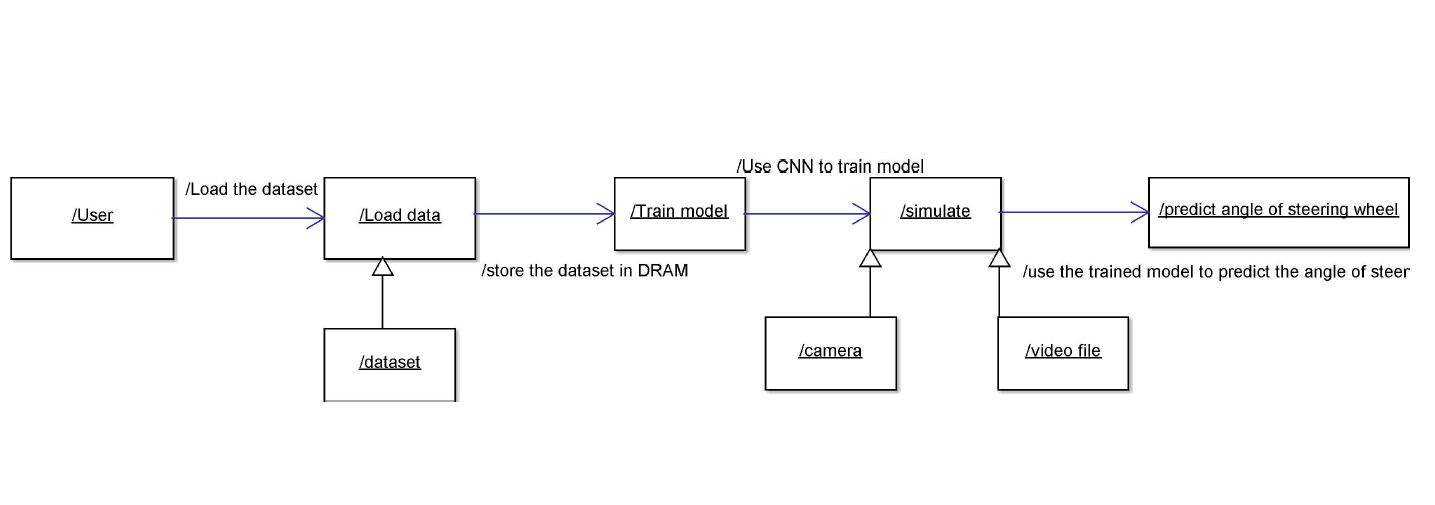 /Use CNN to train model
/Load the dataset
/User
/Load data
/Train model
/simulate
/predict angle of steering wheel
/store the dataset in DRAM
/use the trained model to predict the angle of steer
/dataset
/camera
/video file